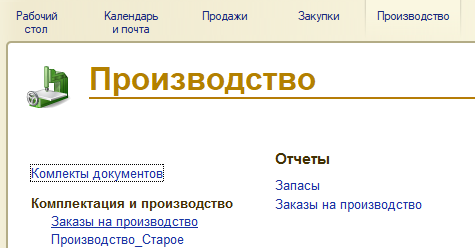 Рабочий стол
Календарь и почта
Продажи
Закупки
Производство
Производство
Комлекты документов
Комплектация и производство
Заказы на производство
Производство_Старое
Отчеты
Запасы
Заказы на производство